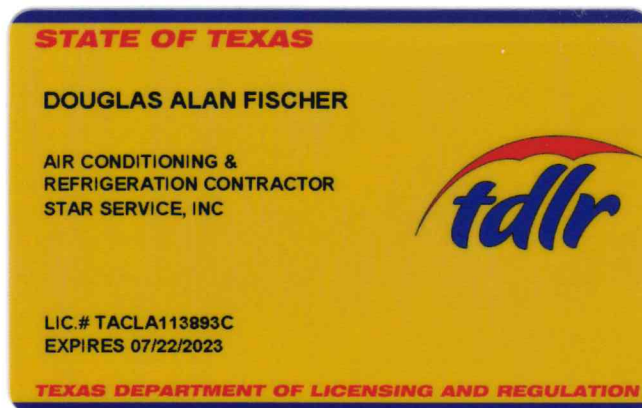 STATE OF TEXAS
DOUGLAS ALAN FISCHER
AIR CONDITIONING &
REFRIGERATION CONTRACTOR
STAR SERVICE, INC
tdlr
LIC.# TACLA113893C
EXPIRES 07/22/2023
TEXAS DEPARTMENT OF LICENSING AND REGULATION